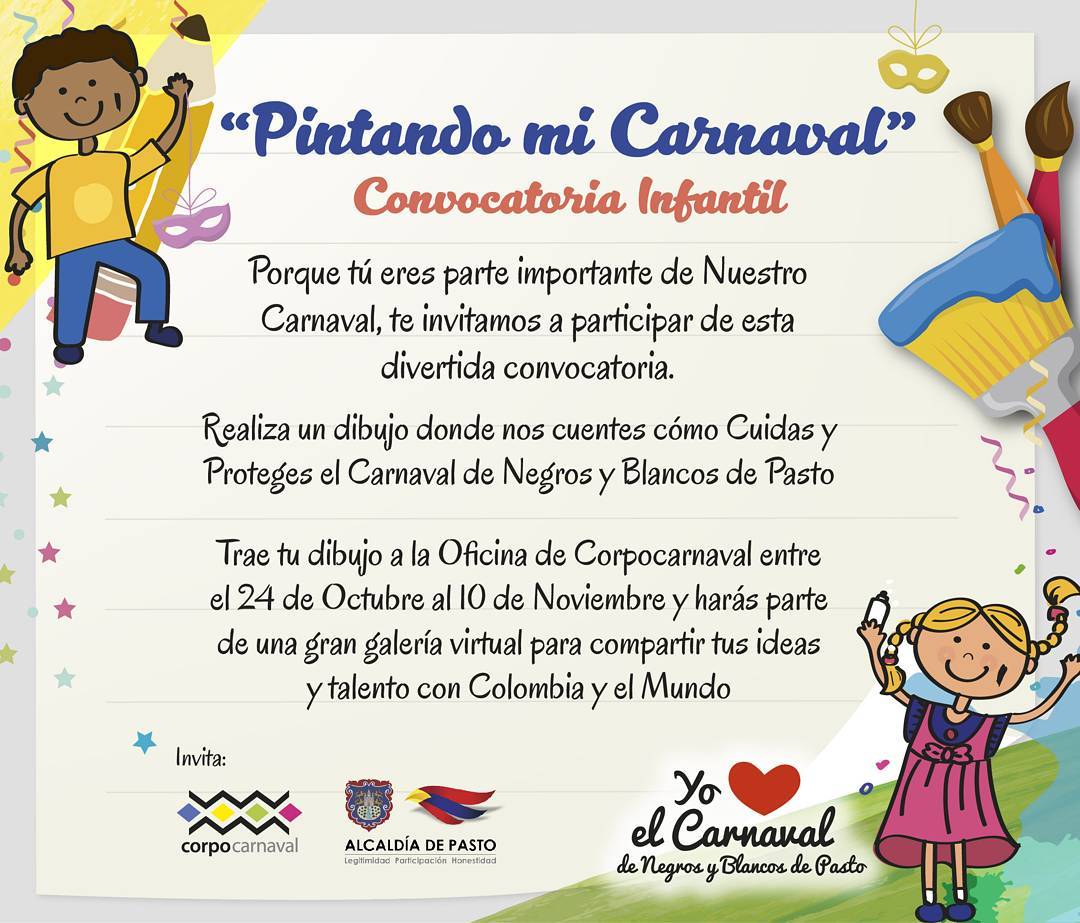 “Pintando mi Carnaval”
Convocatoria Infantil
Porque tú eres parte importante de Nuestro
Carnaval, te invitamos a participar de esta
divertida convocatoria.
Realiza un dibujo donde nos cuentes cómo Cuidas y
Proteges el Carnaval de Negros y Blancos de Pasto
Trae tu dibujo a la Oficina de Corpocarnaval entre
el 24 de Octubre al 10 de Noviembre y harás parte
de una gran galería virtual para compartir tus ideas
y talento con Colombia y el Mundo
Invita:
corpocarnaval
ALCALDÍA DE PASTO
Legitimidad Participación Honestidad
Yo
el Carnaval
de Negros y Blancos de Pasto